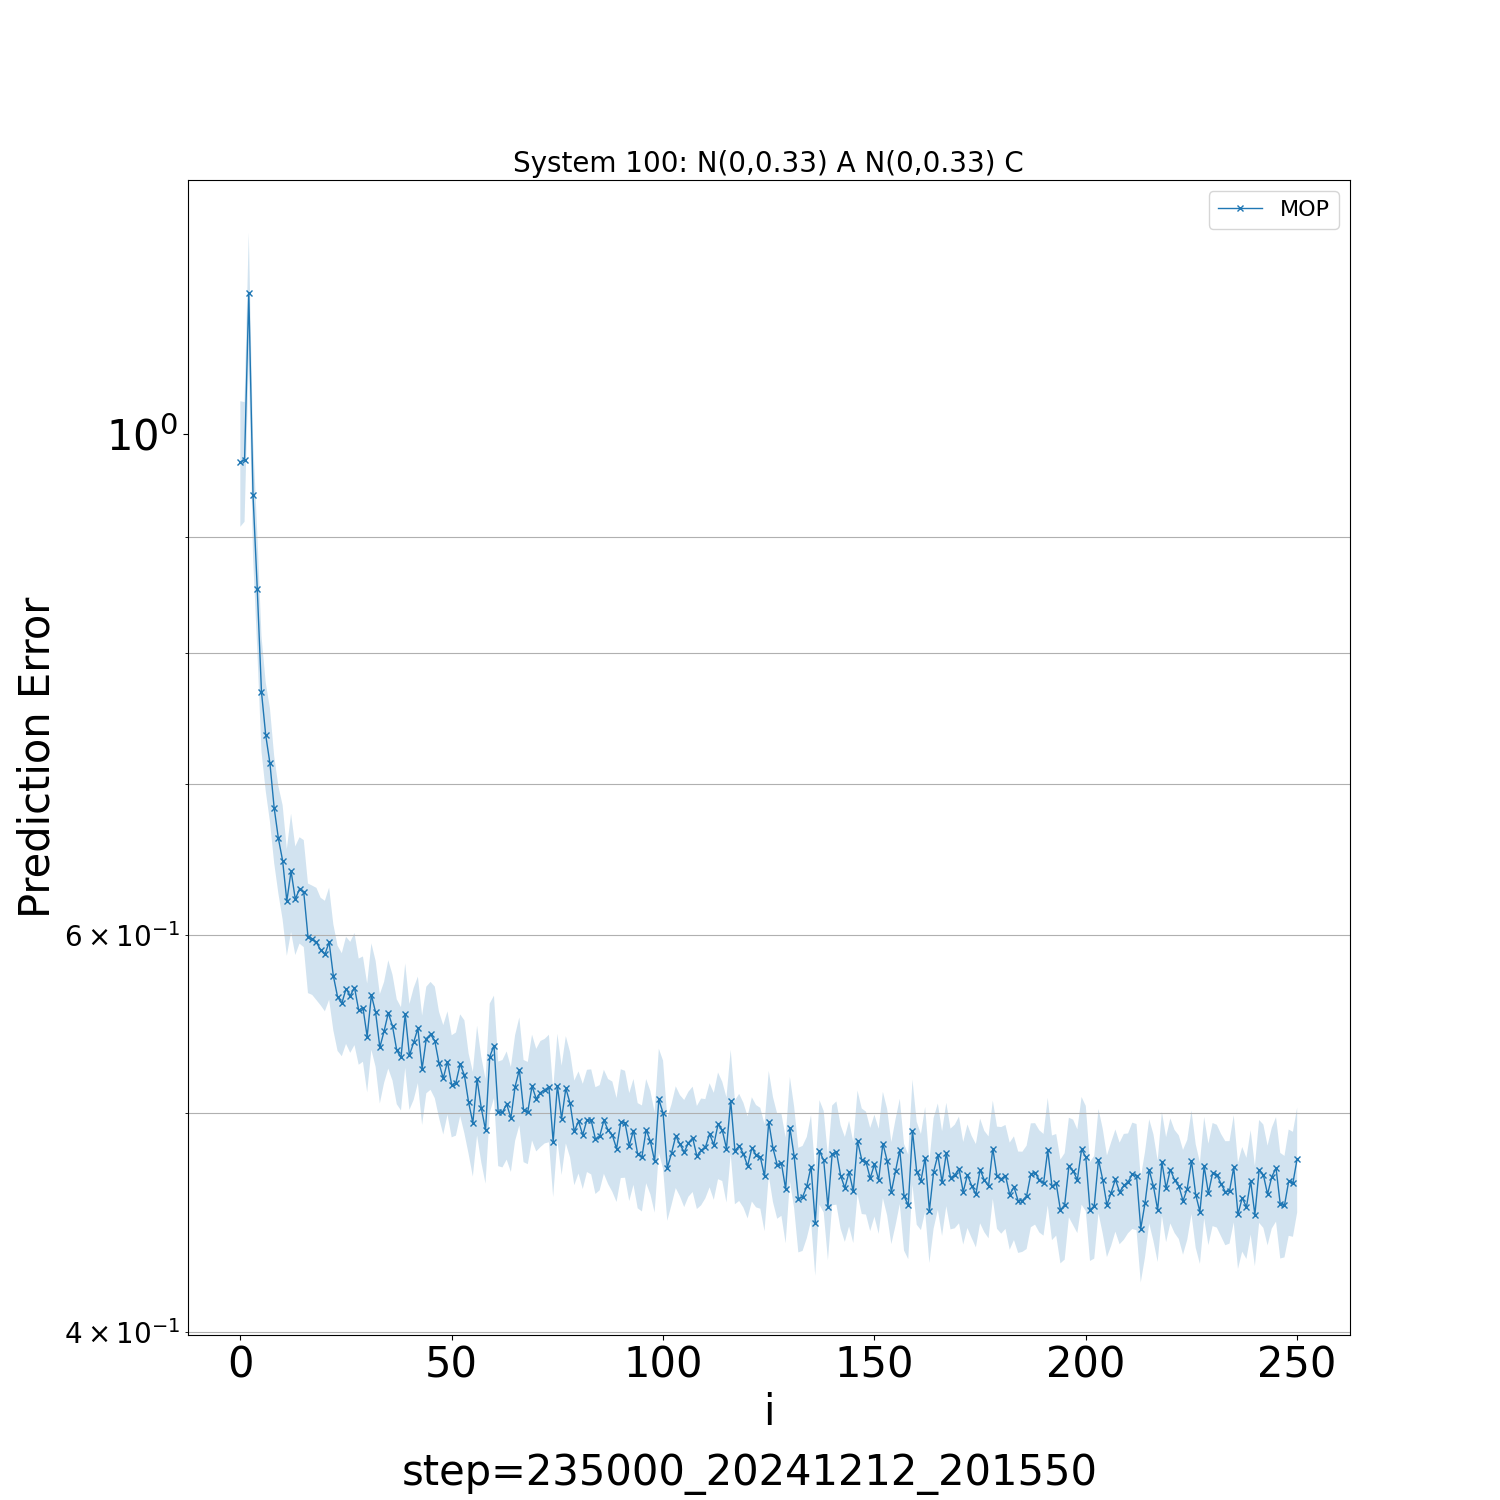 System 100: N(0,0.33) A N(0,0.33) C
MOP
10⁰
6 × 10⁻¹
4 × 10⁻¹
Prediction Error
0 50 100 150 200 250
i
step=235000_20241212_201550